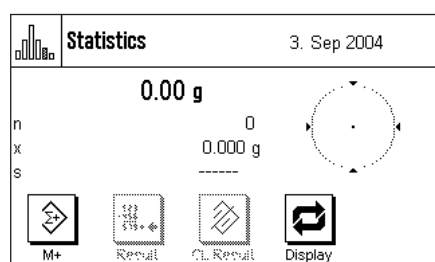 Statistics 3. Sep 2004
0.00 g
n 0
x 0.000 g
s ------
M+ Result CL Result Display